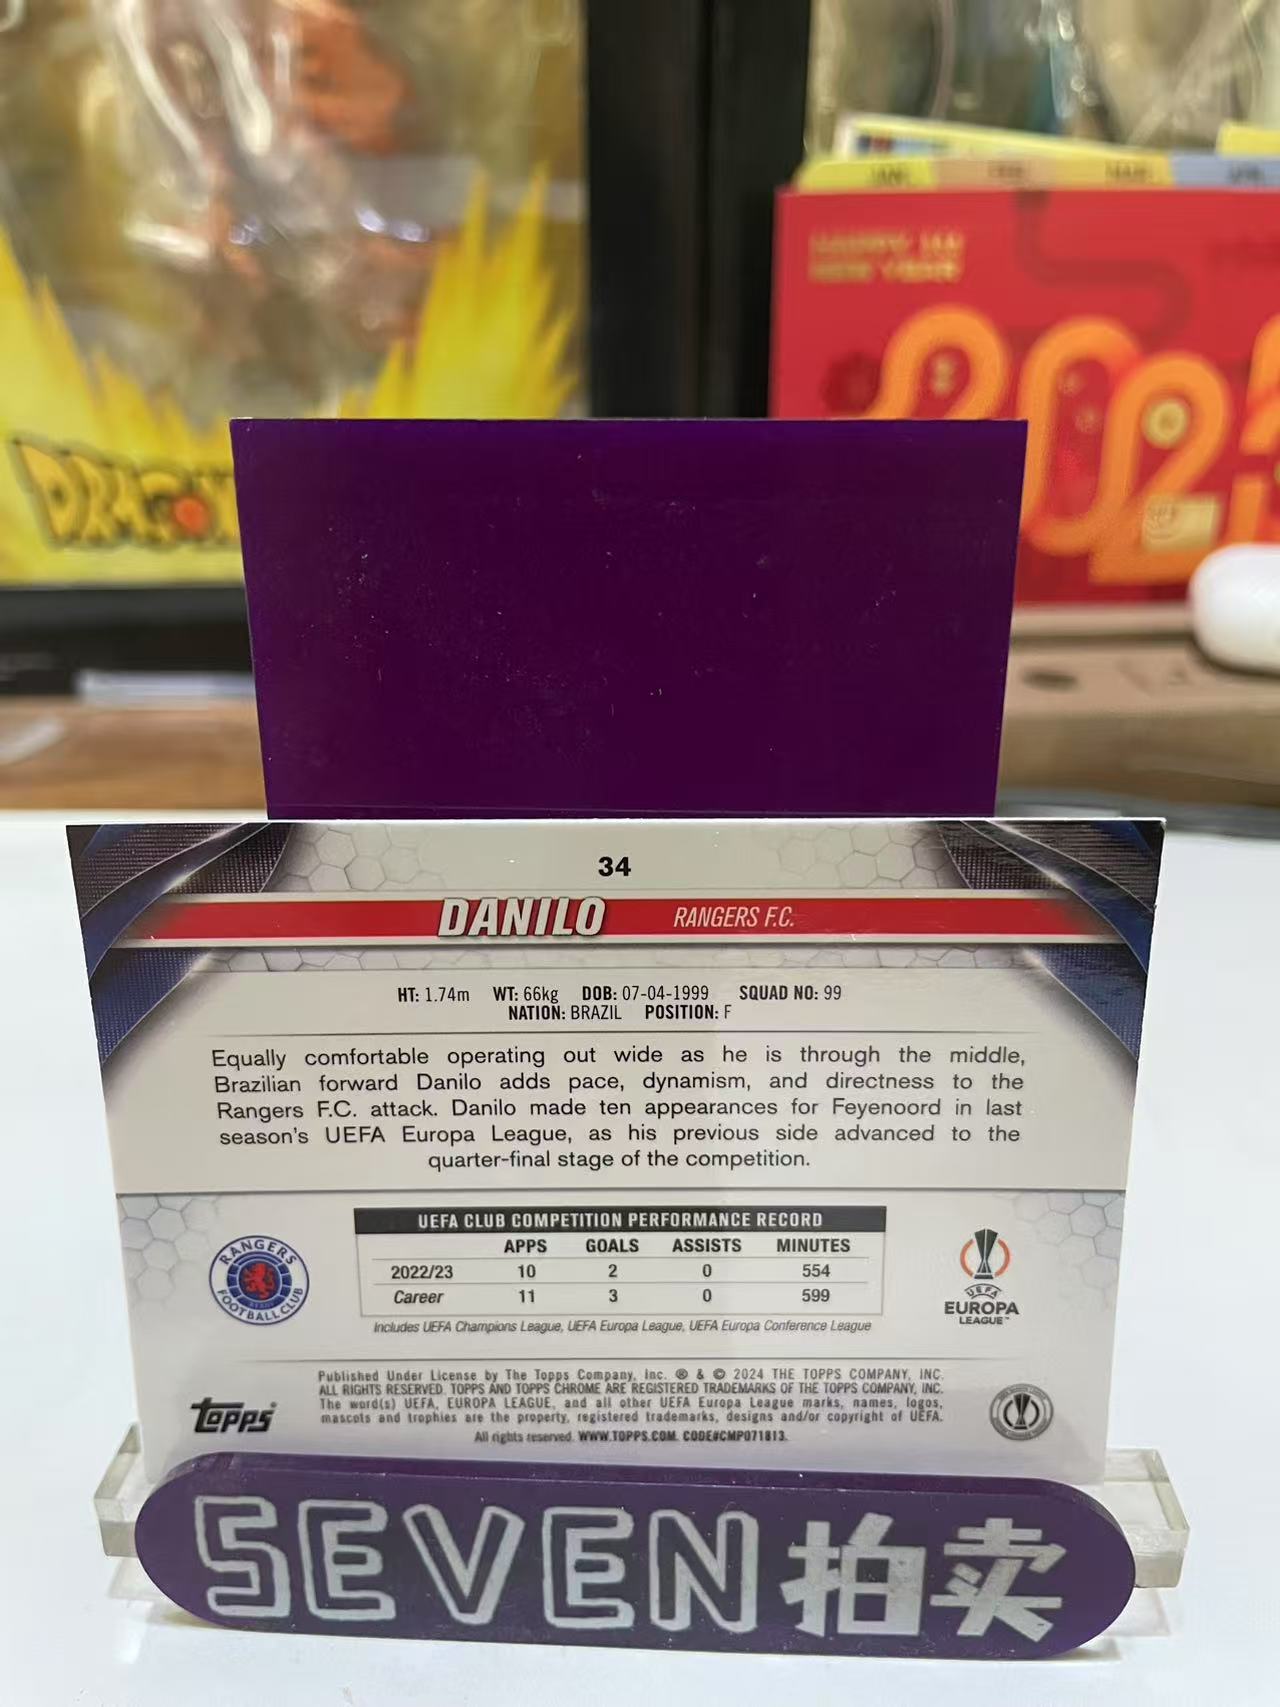 DRAGON
HAPPY
NEW YEAR
202
34
DANILO RANGERS F.C.
HT: 1.74m WT: 66kg DOB: 07-04-1999 SQUAD NO: 99
NATION: BRAZIL POSITION: F
Equally comfortable operating out wide as he is through the middle,
Brazilian forward Danilo adds pace, dynamism, and directness to the
Rangers F.C. attack. Danilo made ten appearances for Feyenoord in last
season's UEFA Europa League, as his previous side advanced to the
quarter-final stage of the competition.
UEFA CLUB COMPETITION PERFORMANCE RECORD
APPS GOALS ASSISTS MINUTES
2022/23 10 2 0 554
Career 11 3 0 599
Includes UEFA Champions League, UEFA Europa League, UEFA Europa Conference League
RANGERS
FOOTBALL CLUB
READY
UEFA
EUROPA
LEAGUE™
Published Under License by The Topps Company, Inc. ® & © 2024 THE TOPPS COMPANY, INC.
ALL RIGHTS RESERVED. TOPPS AND TOPPS CHROME ARE REGISTERED TRADEMARKS OF THE TOPPS COMPANY, INC.
The word(s) UEFA, EUROPA LEAGUE, and all other UEFA Europa League marks, names, logos,
mascots and trophies are the property, registered trademarks, designs and/or copyright of UEFA.
All rights reserved. WWW.TOPPS.COM. CODE#CMP071813.
topps®
SEVEN拍卖